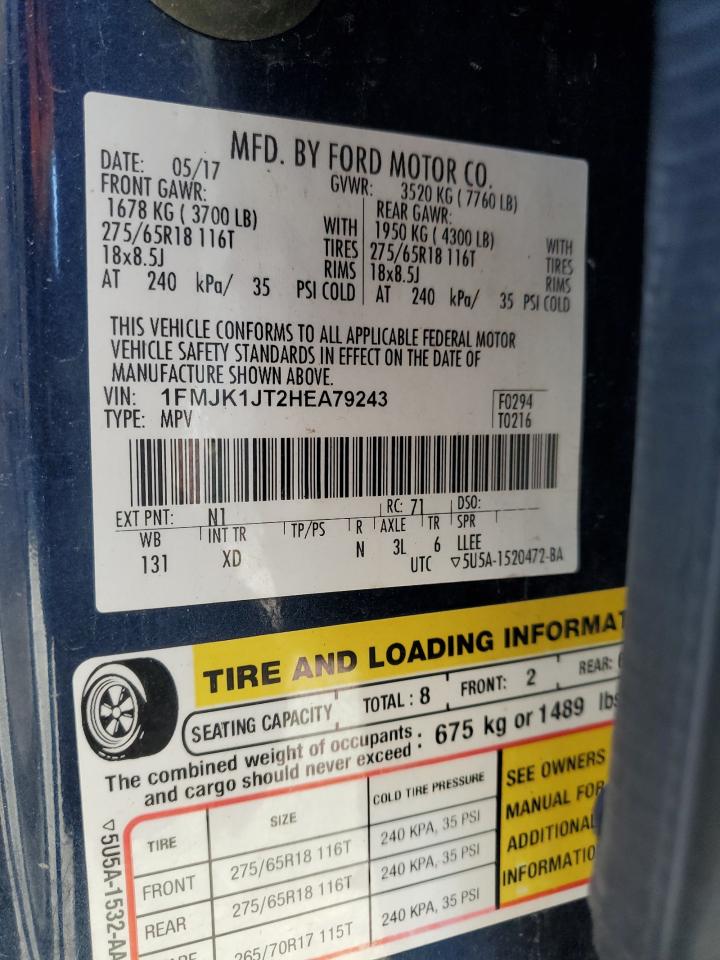 MFD. BY FORD MOTOR CO.
DATE: 05/17 GVWR: 3520 KG ( 7760 LB)
FRONT GAWR: REAR GAWR:
1678 KG ( 3700 LB) WITH 1950 KG ( 4300 LB) WITH
275/65R18 116T TIRES 275/65R18 116T TIRES
18x8.5J RIMS 18x8.5J RIMS
AT 240 kPa/ 35 PSI COLD AT 240 kPa/ 35 PSI COLD
THIS VEHICLE CONFORMS TO ALL APPLICABLE FEDERAL MOTOR
VEHICLE SAFETY STANDARDS IN EFFECT ON THE DATE OF
MANUFACTURE SHOWN ABOVE.
VIN: 1FMJK1JT2HEA79243 F0294
TYPE: MPV T0216
EXT PNT: N1 RC: 71 DSO:
WB INT TR TP/PS R AXLE TR SPR
131 XD N 3L 6 LLEE
UTC ▽5U5A-1520472-BA
TIRE AND LOADING INFORMAT
SEATING CAPACITY TOTAL : 8 FRONT: 2 REAR:
The combined weight of occupants
and cargo should never exceed : 675 kg or 1489 lbs
TIRE SIZE COLD TIRE PRESSURE
FRONT 275/65R18 116T 240 KPA, 35 PSI
REAR 275/65R18 116T 240 KPA, 35 PSI
265/70R17 115T 240 KPA, 35 PSI
SEE OWNERS
MANUAL FOR
ADDITIONAL
INFORMATIO
▽5U5A-1532-AA